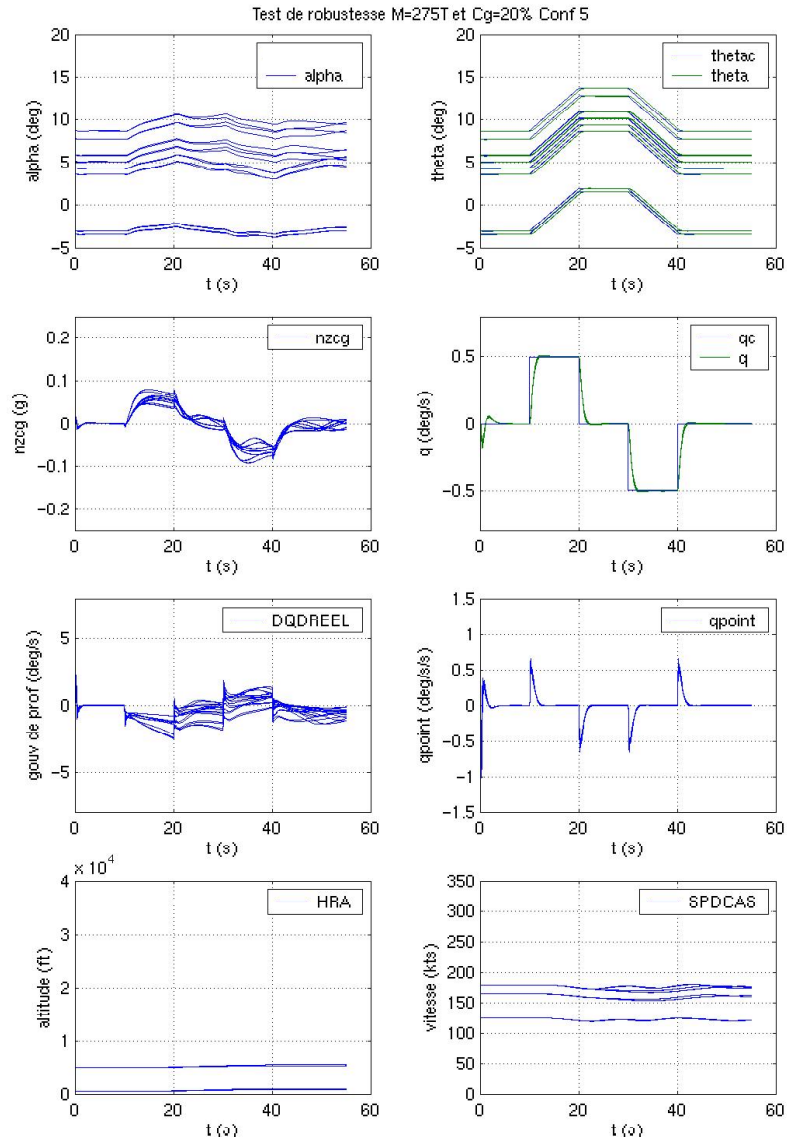 Test de robustesse M=275T et Cg=20% Conf 5
20
15
10
5
0
−5
alpha (deg)
alpha
0
20
40
60
t (s)
20
15
10
5
0
−5
theta (deg)
thetac
theta
0
20
40
60
t (s)
0.2
0.1
0
−0.1
−0.2
nzcg (g)
nzcg
0
20
40
60
t (s)
0.5
0
−0.5
q (deg/s)
qc
q
0
20
40
60
t (s)
5
0
−5
gouv de prof (deg/s)
DQDREEL
0
20
40
60
t (s)
1.5
1
0.5
0
−0.5
−1
−1.5
qpoint (deg/s/s)
qpoint
0
20
40
60
t (s)
x 10^4
4
3
2
1
0
altitude (ft)
HRA
0
20
40
60
t (s)
350
300
250
200
150
100
50
0
vitesse (kts)
SPDCAS
0
20
40
60
t (s)